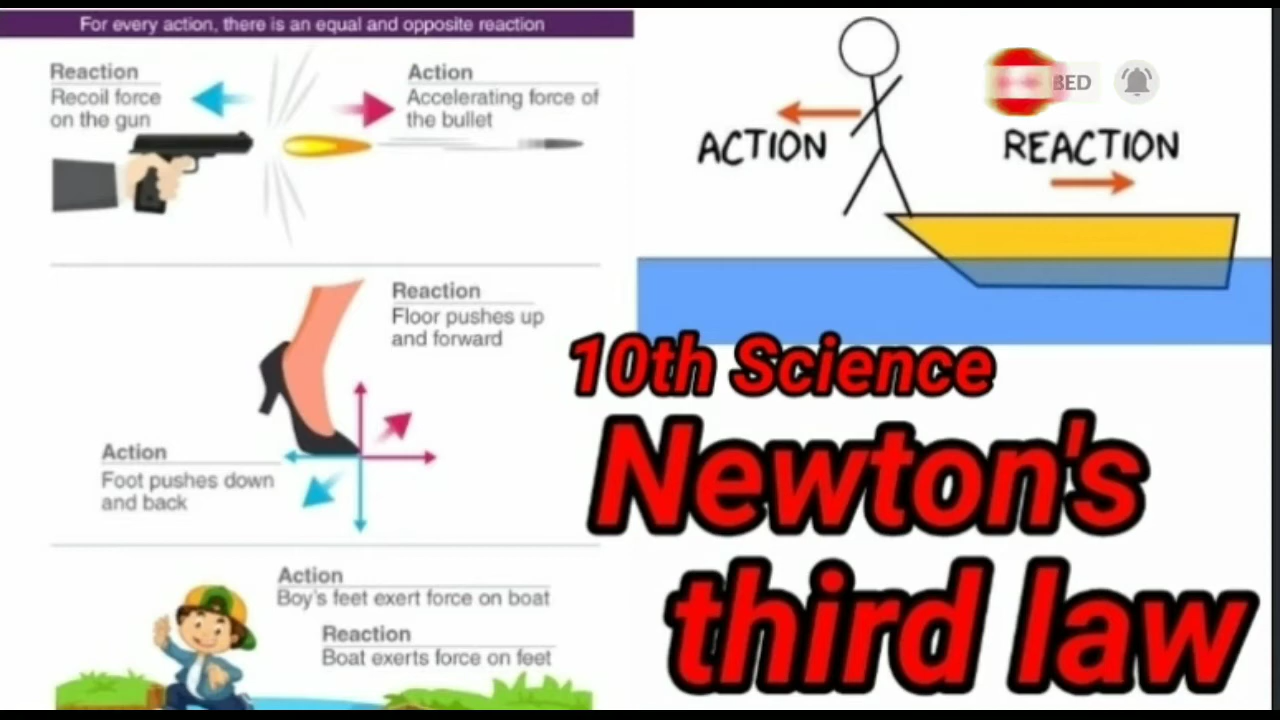 For every action, there is an equal and opposite reaction
Reaction
Recoil force
on the gun
Action
Accelerating force of
the bullet
Reaction
Floor pushes up
and forward
Action
Foot pushes down
and back
Action
Boy's feet exert force on boat
Reaction
Boat exerts force on feet
ACTION
REACTION
BED
10th Science
Newton's
third law